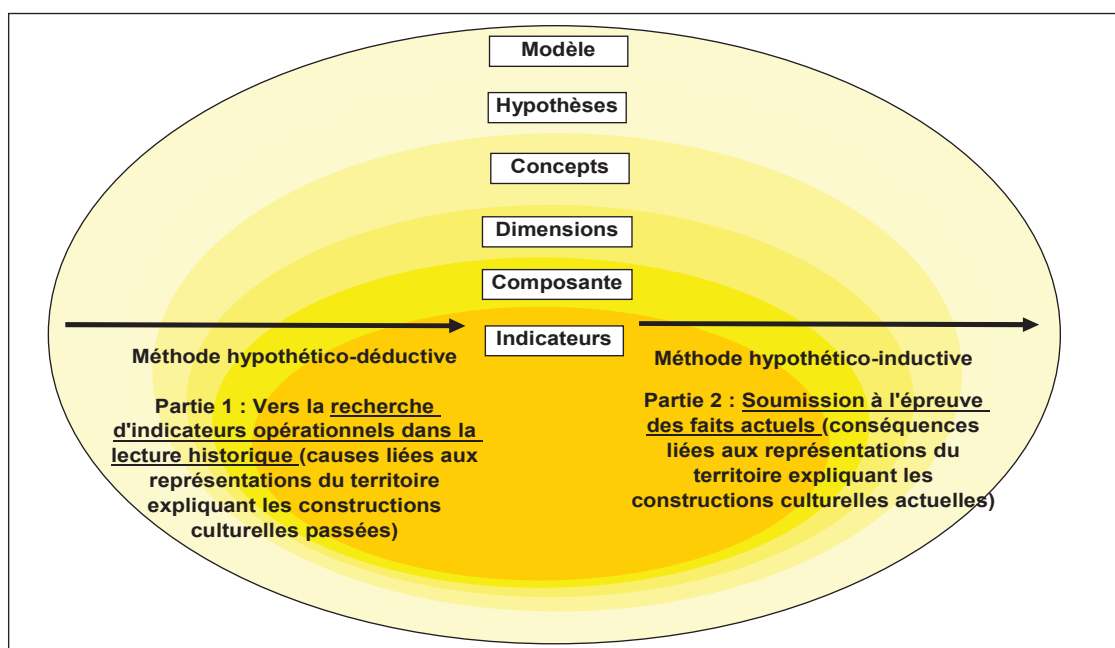 Modèle
Hypothèses
Concepts
Dimensions
Composante
Indicateurs
Méthode hypothético-déductive
Partie 1 : Vers la recherche
d'indicateurs opérationnels dans la
lecture historique (causes liées aux
représentations du territoire
expliquant les constructions
culturelles passées)
Méthode hypothético-inductive
Partie 2 : Soumission à l'épreuve
des faits actuels (conséquences
liées aux représentations du
territoire expliquant les
constructions culturelles actuelles)